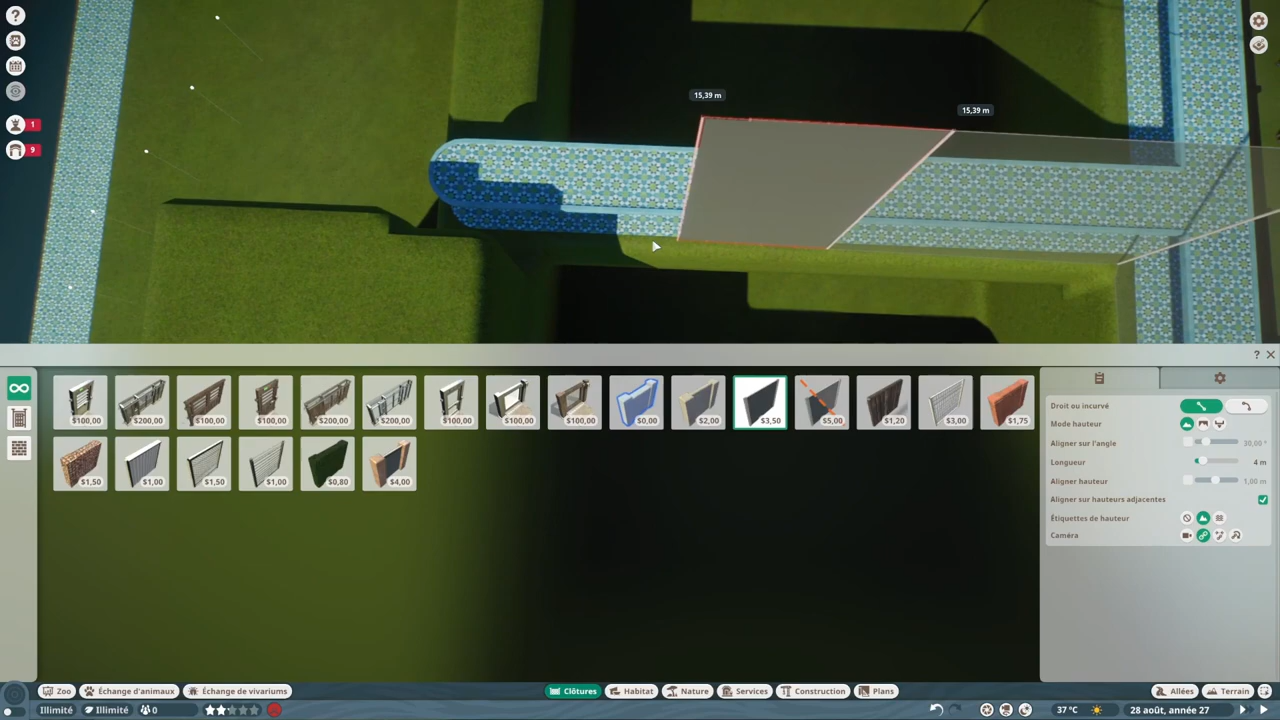 ?
1
9
15,39 m
15,39 m
?
$100,00
$200,00
$100,00
$100,00
$200,00
$200,00
$100,00
$100,00
$100,00
$0,00
$2,00
$3,50
$5,00
$1,20
$3,00
$1,75
$1,50
$1,00
$1,50
$1,00
$0,80
$4,00
Droit ou incurvé
Mode hauteur
Aligner sur l'angle 30,00 °
Longueur 4 m
Aligner hauteur 1,00 m
Aligner sur hauteurs adjacentes
Étiquettes de hauteur
Caméra
Zoo
Échange d'animaux
Échange de vivariums
Clôtures
Habitat
Nature
Services
Construction
Plans
Allées
Terrain
Illimité
Illimité
0
37 °C
28 août, année 27